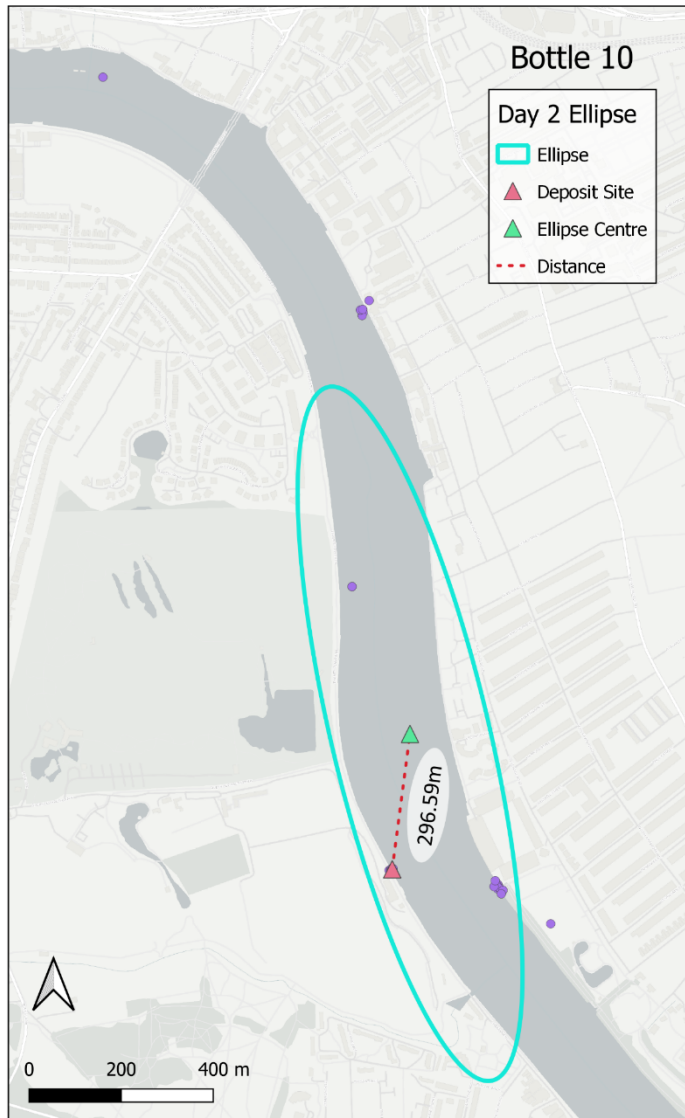 Bottle 10
Day 2 Ellipse
Ellipse
Deposit Site
Ellipse Centre
Distance
296.59m
0 200 400 m